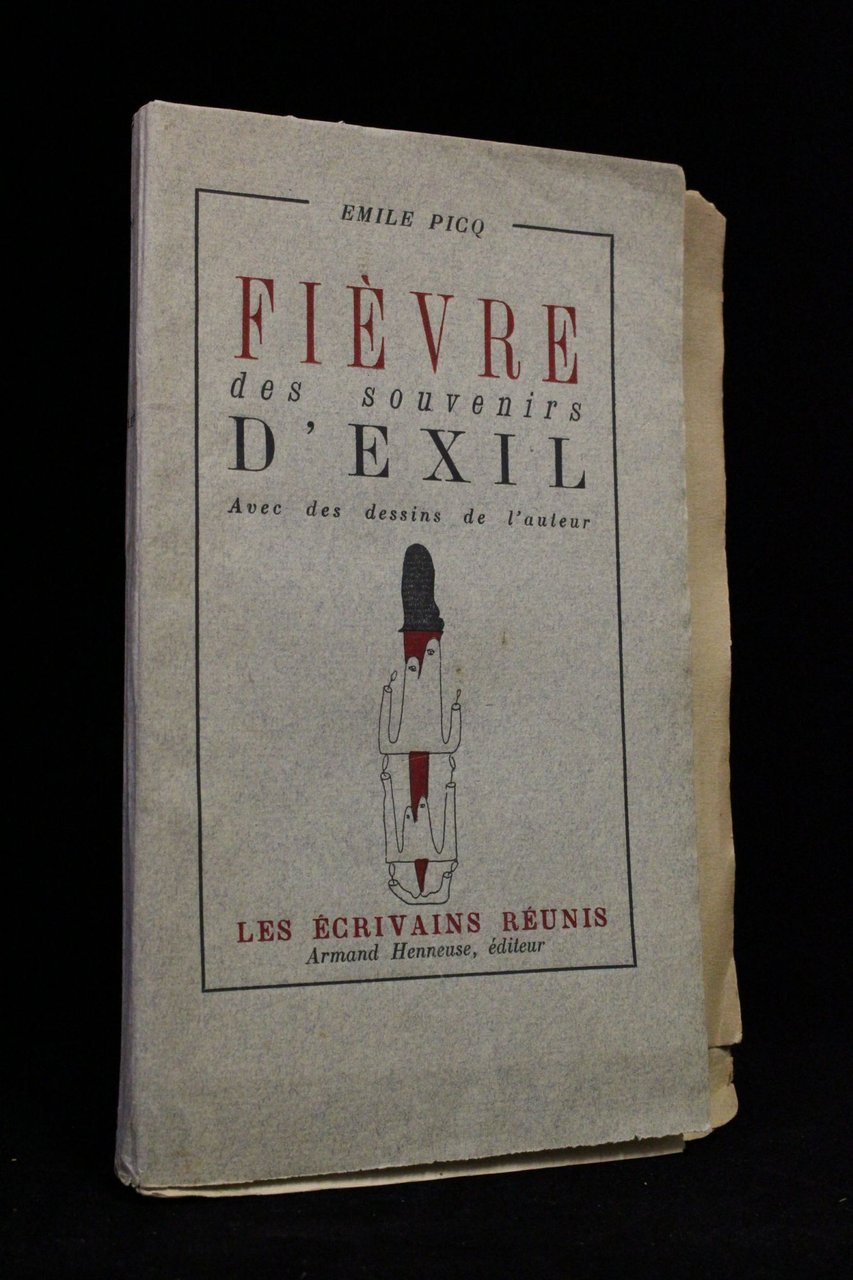 EMILE PICQ
FIÈVRE
des souvenirs
D'EXIL
Avec des dessins de l'auteur
LES ÉCRIVAINS RÉUNIS
Armand Henneuse, éditeur